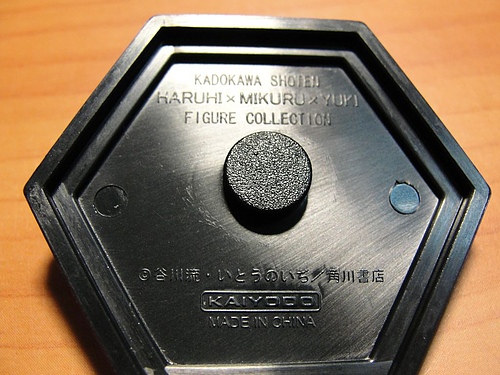 KADOKAWA SHOTEN
HARUHI×MIKURU×YUKI
FIGURE COLLECTION
©谷川流・いとうのいぢ／角川書店
KAIYODO
MADE IN CHINA